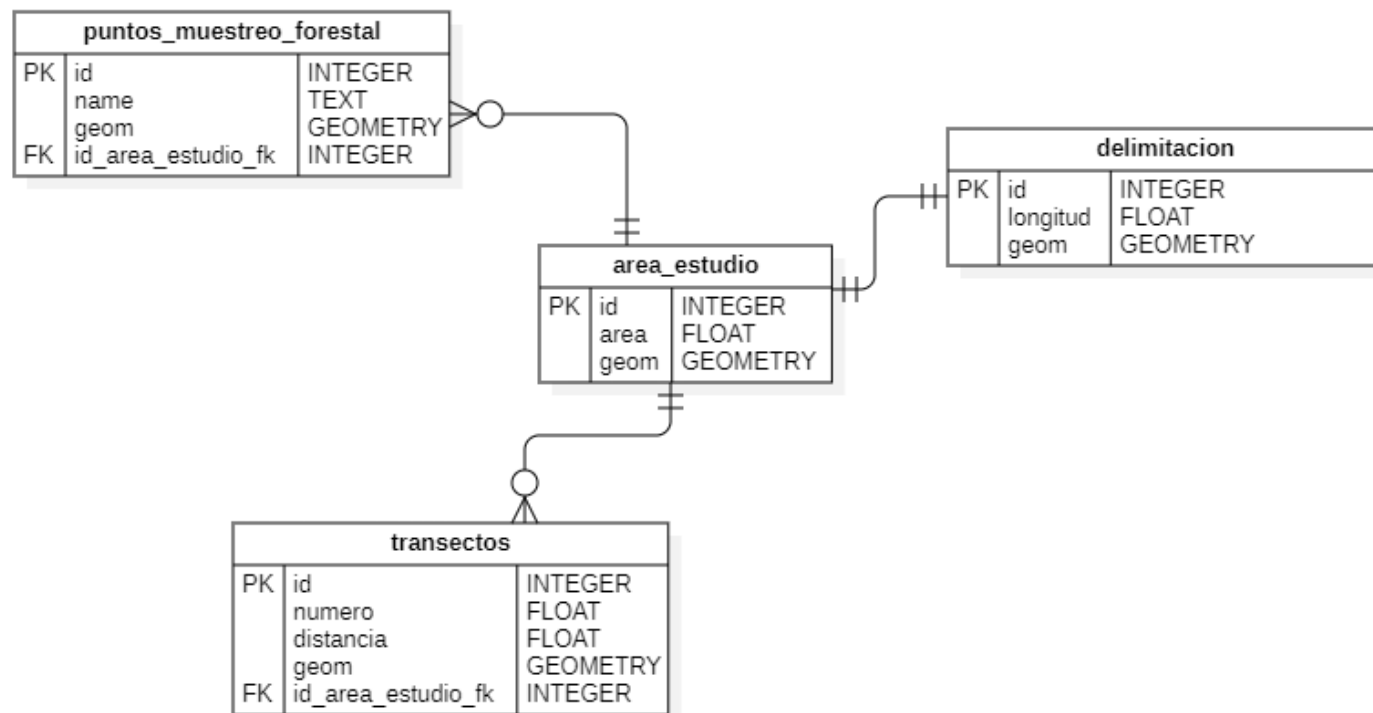 puntos_muestreo_forestal
PK id INTEGER
name TEXT
geom GEOMETRY
FK id_area_estudio_fk INTEGER
delimitacion
PK id INTEGER
longitud FLOAT
geom GEOMETRY
area_estudio
PK id INTEGER
area FLOAT
geom GEOMETRY
transectos
PK id INTEGER
numero FLOAT
distancia FLOAT
geom GEOMETRY
FK id_area_estudio_fk INTEGER